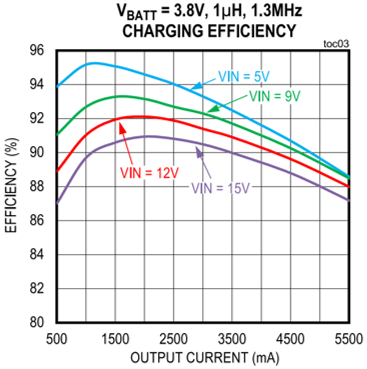 V_BATT = 3.8V, 1µH, 1.3MHz
CHARGING EFFICIENCY
toc03
96
94
92
90
88
86
84
82
80
EFFICIENCY (%)
VIN = 5V
VIN = 9V
VIN = 12V
VIN = 15V
500 1500 2500 3500 4500 5500
OUTPUT CURRENT (mA)